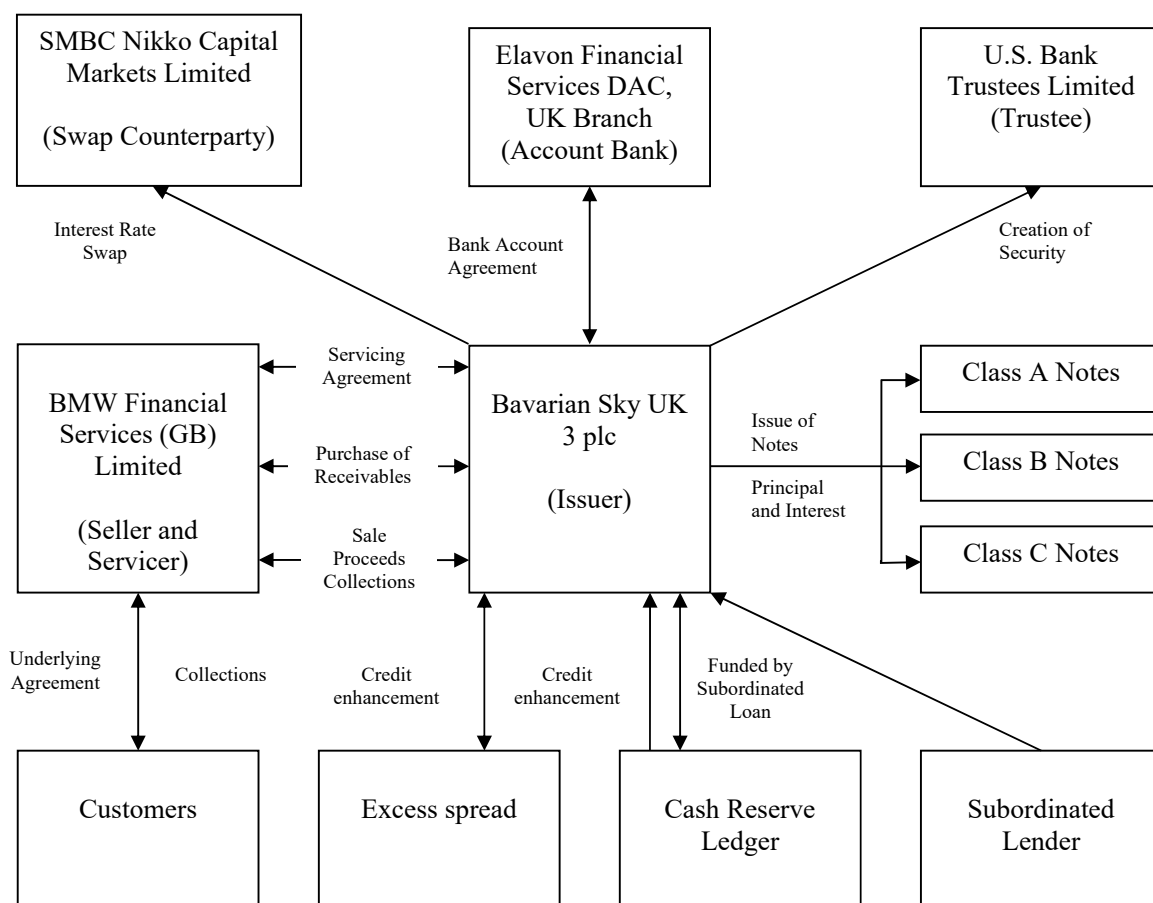 SMBC Nikko Capital
Markets Limited
(Swap Counterparty)
Elavon Financial
Services DAC,
UK Branch
(Account Bank)
U.S. Bank
Trustees Limited
(Trustee)
Interest Rate
Swap
Bank Account
Agreement
Creation of
Security
BMW Financial
Services (GB)
Limited
(Seller and
Servicer)
Servicing
Agreement
Purchase of
Receivables
Sale
Proceeds
Collections
Bavarian Sky UK
3 plc
(Issuer)
Issue of
Notes
Principal
and Interest
Class A Notes
Class B Notes
Class C Notes
Underlying
Agreement
Collections
Credit
enhancement
Credit
enhancement
Funded by
Subordinated
Loan
Customers
Excess spread
Cash Reserve
Ledger
Subordinated
Lender